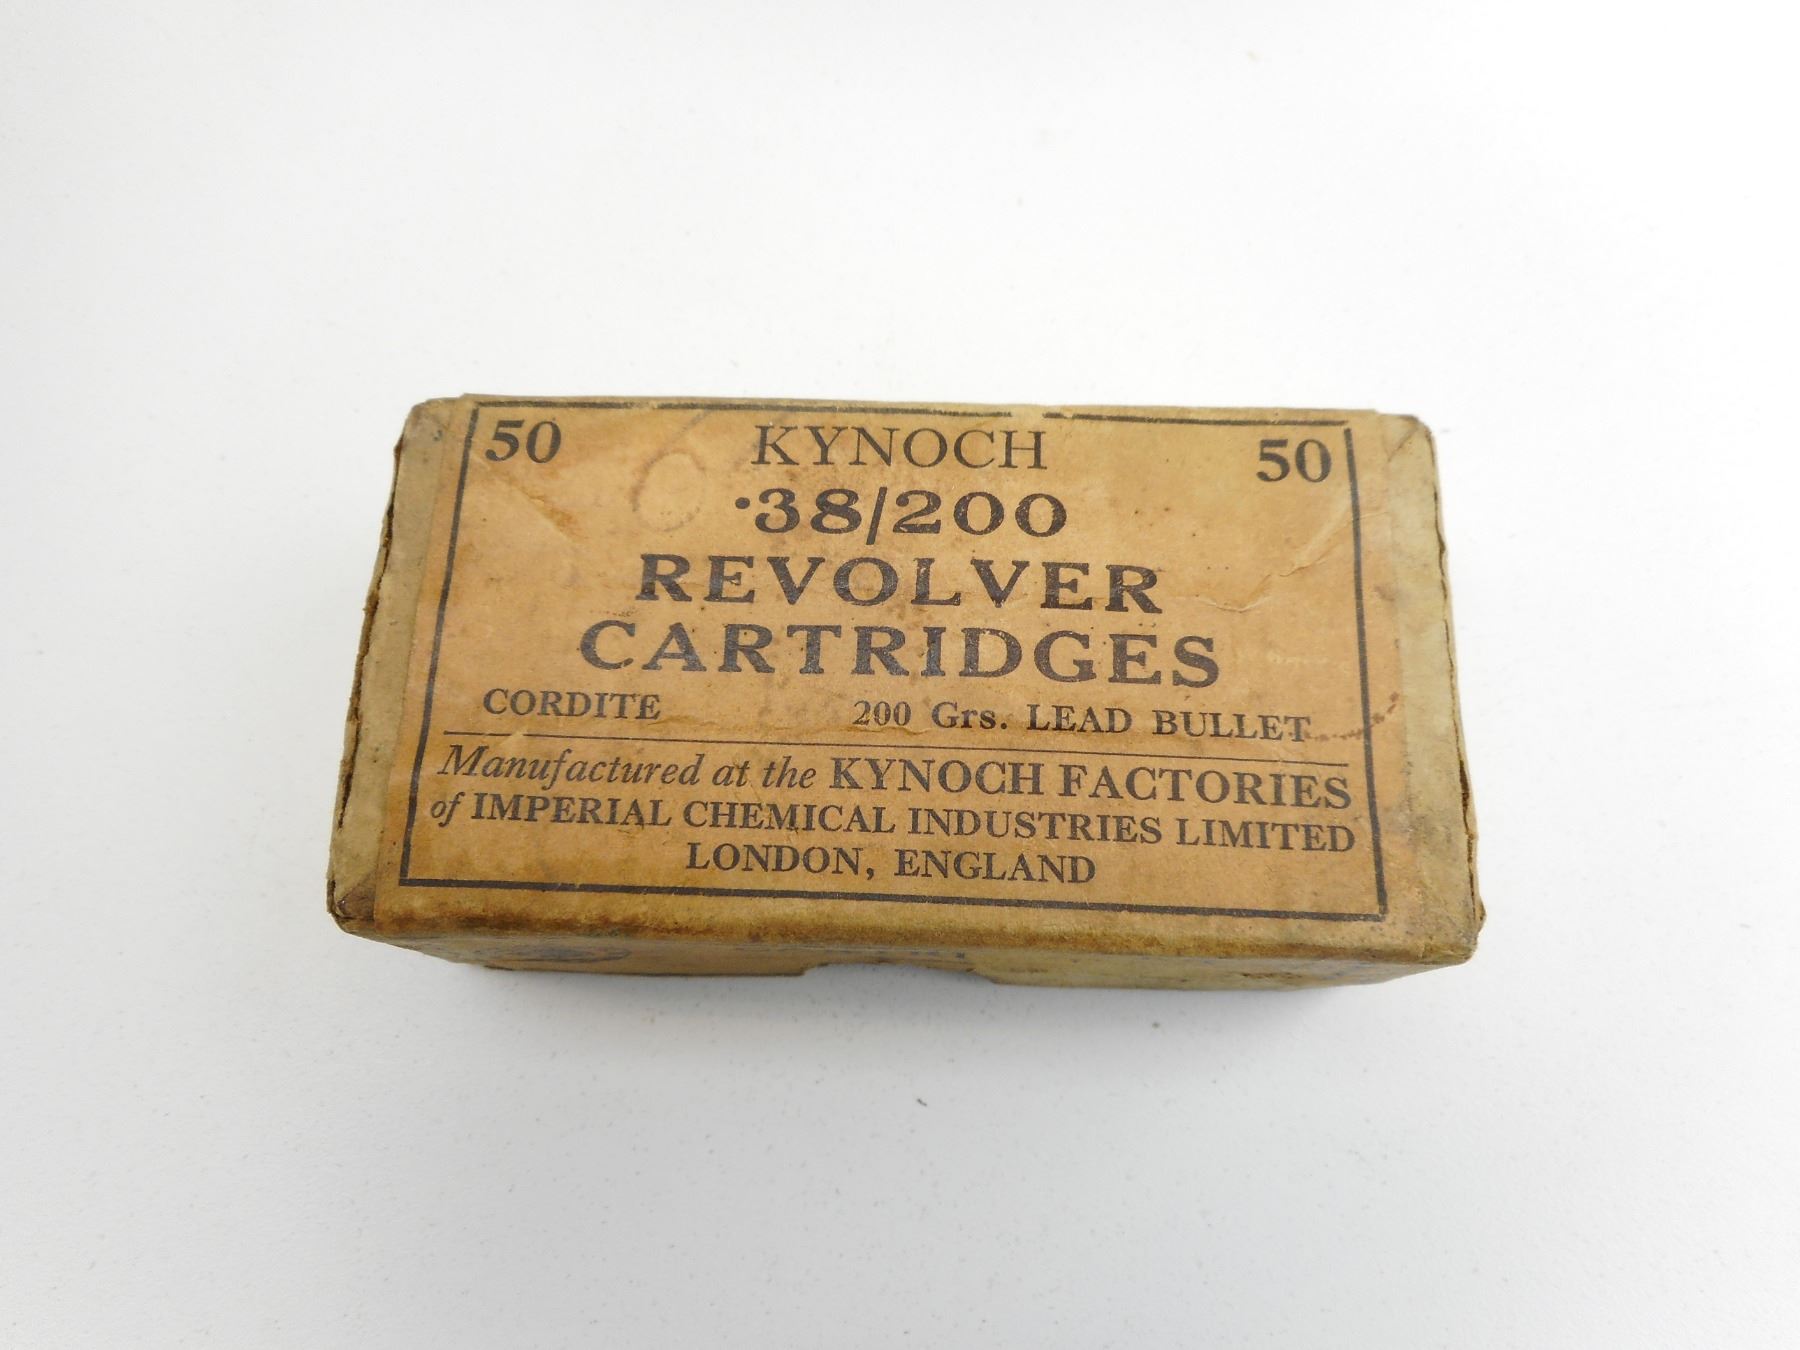 50 KYNOCH 50
·38/200
REVOLVER
CARTRIDGES
CORDITE 200 Grs. LEAD BULLET
Manufactured at the KYNOCH FACTORIES
of IMPERIAL CHEMICAL INDUSTRIES LIMITED
LONDON, ENGLAND